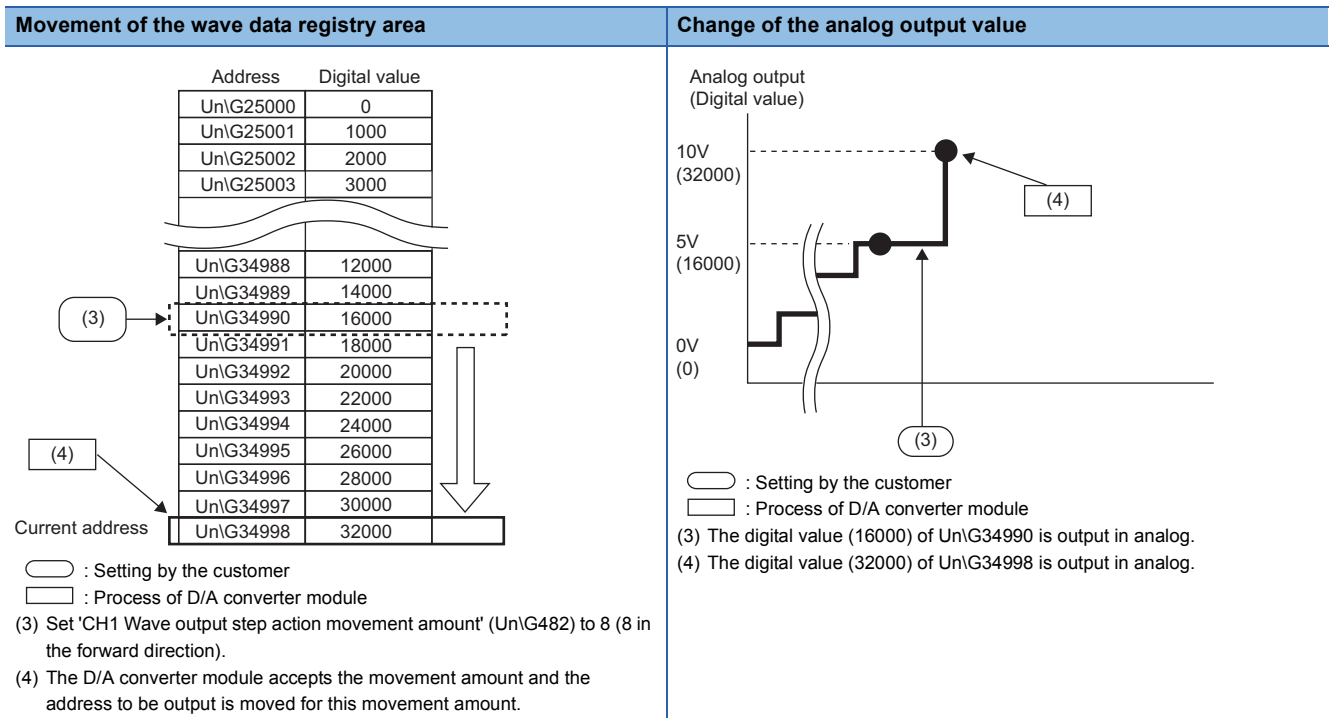 Movement of the wave data registry area
Address Digital value
Un\G25000 0
Un\G25001 1000
Un\G25002 2000
Un\G25003 3000
Un\G34988 12000
Un\G34989 14000
(3) Un\G34990 16000
Un\G34991 18000
Un\G34992 20000
Un\G34993 22000
Un\G34994 24000
(4) Un\G34995 26000
Un\G34996 28000
Un\G34997 30000
Current address Un\G34998 32000
: Setting by the customer
: Process of D/A converter module
(3) Set 'CH1 Wave output step action movement amount' (Un\G482) to 8 (8 in
the forward direction).
(4) The D/A converter module accepts the movement amount and the
address to be output is moved for this movement amount.
Change of the analog output value
Analog output
(Digital value)
10V
(32000)
(4)
5V
(16000)
0V
(0)
(3)
: Setting by the customer
: Process of D/A converter module
(3) The digital value (16000) of Un\G34990 is output in analog.
(4) The digital value (32000) of Un\G34998 is output in analog.